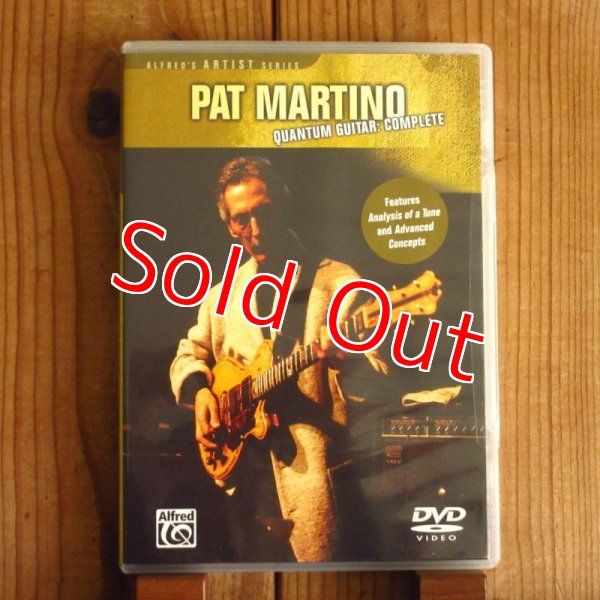 ALFRED'S ARTIST SERIES
PAT MARTINO
QUANTUM GUITAR: COMPLETE
Features
Analysis of a Tune
and Advanced
Concepts
Sold Out
Alfred
DVD
VIDEO